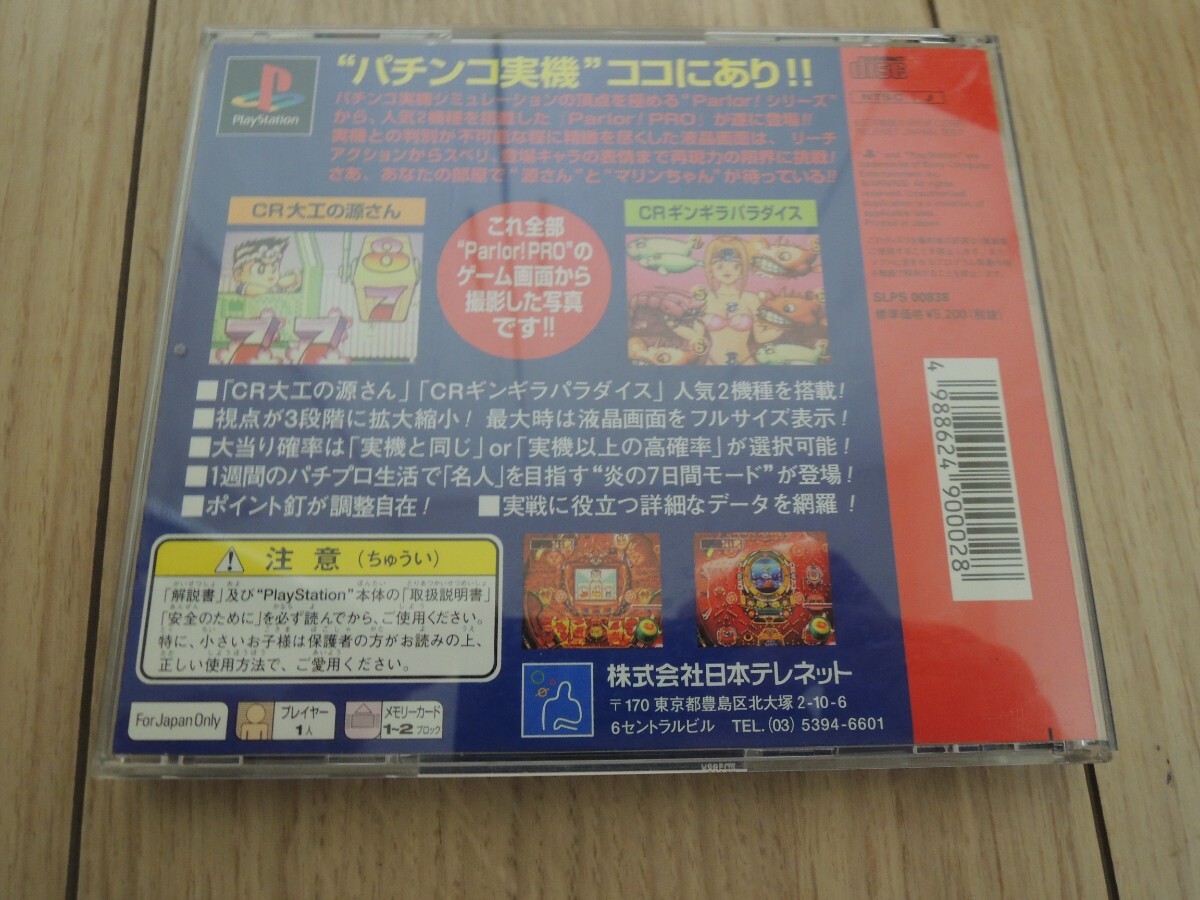 "パチンコ実機"ココにあり!!
パチンコ実機シミュレーションの頂点を極める"Parlor!シリーズ"
から、人気2機種を搭載した『Parlor! PRO』が遂に登場!!
実機との判別が不可能な程に精緻を尽くした液晶画面は、リーチ
アクションからスベリ、登場キャラの表情まで再現力の限界に挑戦!
さあ、あなたの部屋で"源さん"と"マリンちゃん"が待っている!!
PlayStation
CR大工の源さん
これ全部
"Parlor!PRO"の
ゲーム画面から
撮影した写真
です!!
CRギンギラパラダイス
■「CR大工の源さん」「CRギンギラパラダイス」人気2機種を搭載!
■視点が3段階に拡大縮小! 最大時は液晶画面をフルサイズ表示!
■大当り確率は「実機と同じ」or「実機以上の高確率」が選択可能!
■1週間のパチプロ生活で「名人」を目指す"炎の7日間モード"が登場!
■ポイント釘が調整自在! ■実戦に役立つ詳細なデータを網羅!
注意(ちゅうい)
「解説書」及び"PlayStation"本体の「取扱説明書」
「安全のために」を必ず読んでから、ご使用ください。
特に、小さいお子様は保護者の方がお読みの上、
正しい使用方法で、ご愛用ください。
For Japan Only
プレイヤー
1人
メモリーカード
1~2ブロック
株式会社日本テレネット
〒170 東京都豊島区北大塚2-10-6
6セントラルビル TEL.(03) 5394-6601
disc
NTSC J
SLPS 00838
標準価格¥5,200(税抜)
4 988624 900028